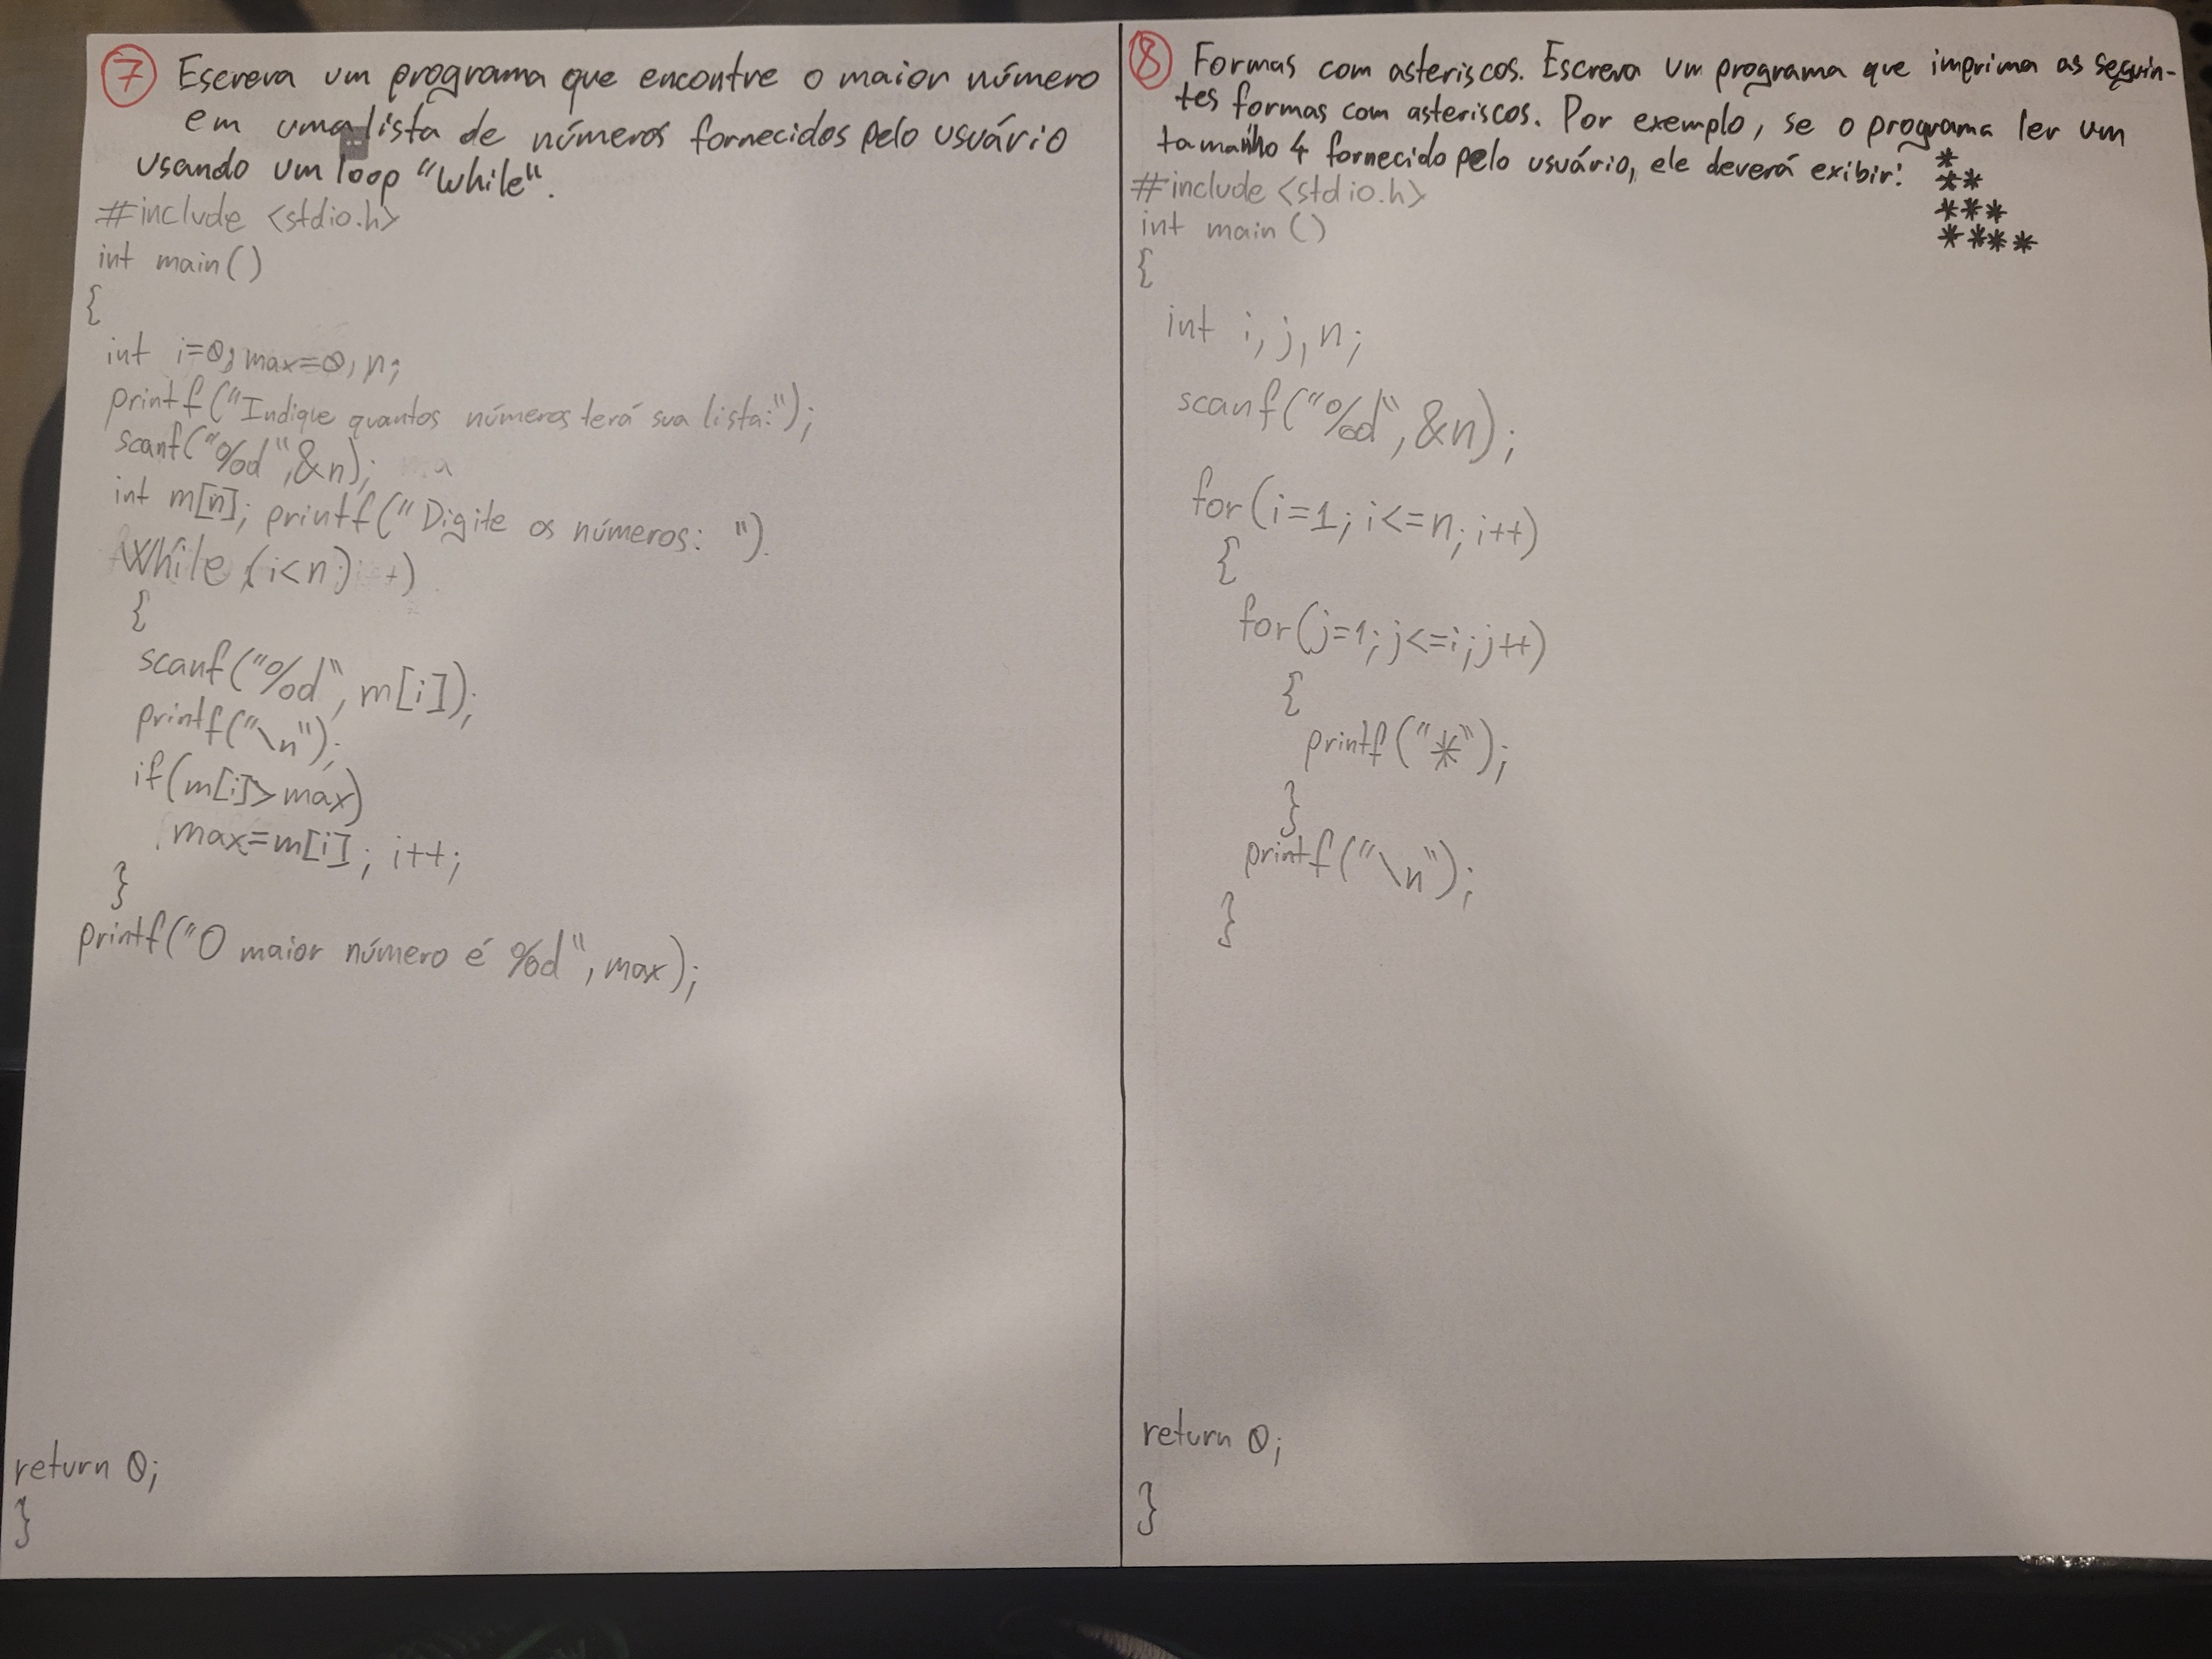 7 Escreva um programa que encontre o maior número
em uma lista de números fornecidos pelo usuário
usando um loop "While".
#include <stdio.h>
int main()
{
int i=0, max=0, n;
printf("Indique quantos números terá sua lista:");
scanf("%d",&n);
int m[n]; printf("Digite os números: ");
While (i<n)
{
scanf("%d", m[i]);
printf("\n");
if(m[i]>max)
max=m[i]; i++;
}
printf("O maior número é %d", max);
return 0;
}
8 Formas com asteriscos. Escreva um programa que imprima as seguin-
tes formas com asteriscos. Por exemplo, se o programa ler um
tamanho 4 fornecido pelo usuário, ele deverá exibir: *
**
***
****
#include <stdio.h>
int main()
{
int i, j, n;
scanf("%d", &n);
for(i=1; i<=n; i++)
{
for(j=1; j<=i; j++)
{
printf("*");
}
printf("\n");
}
return 0;
}